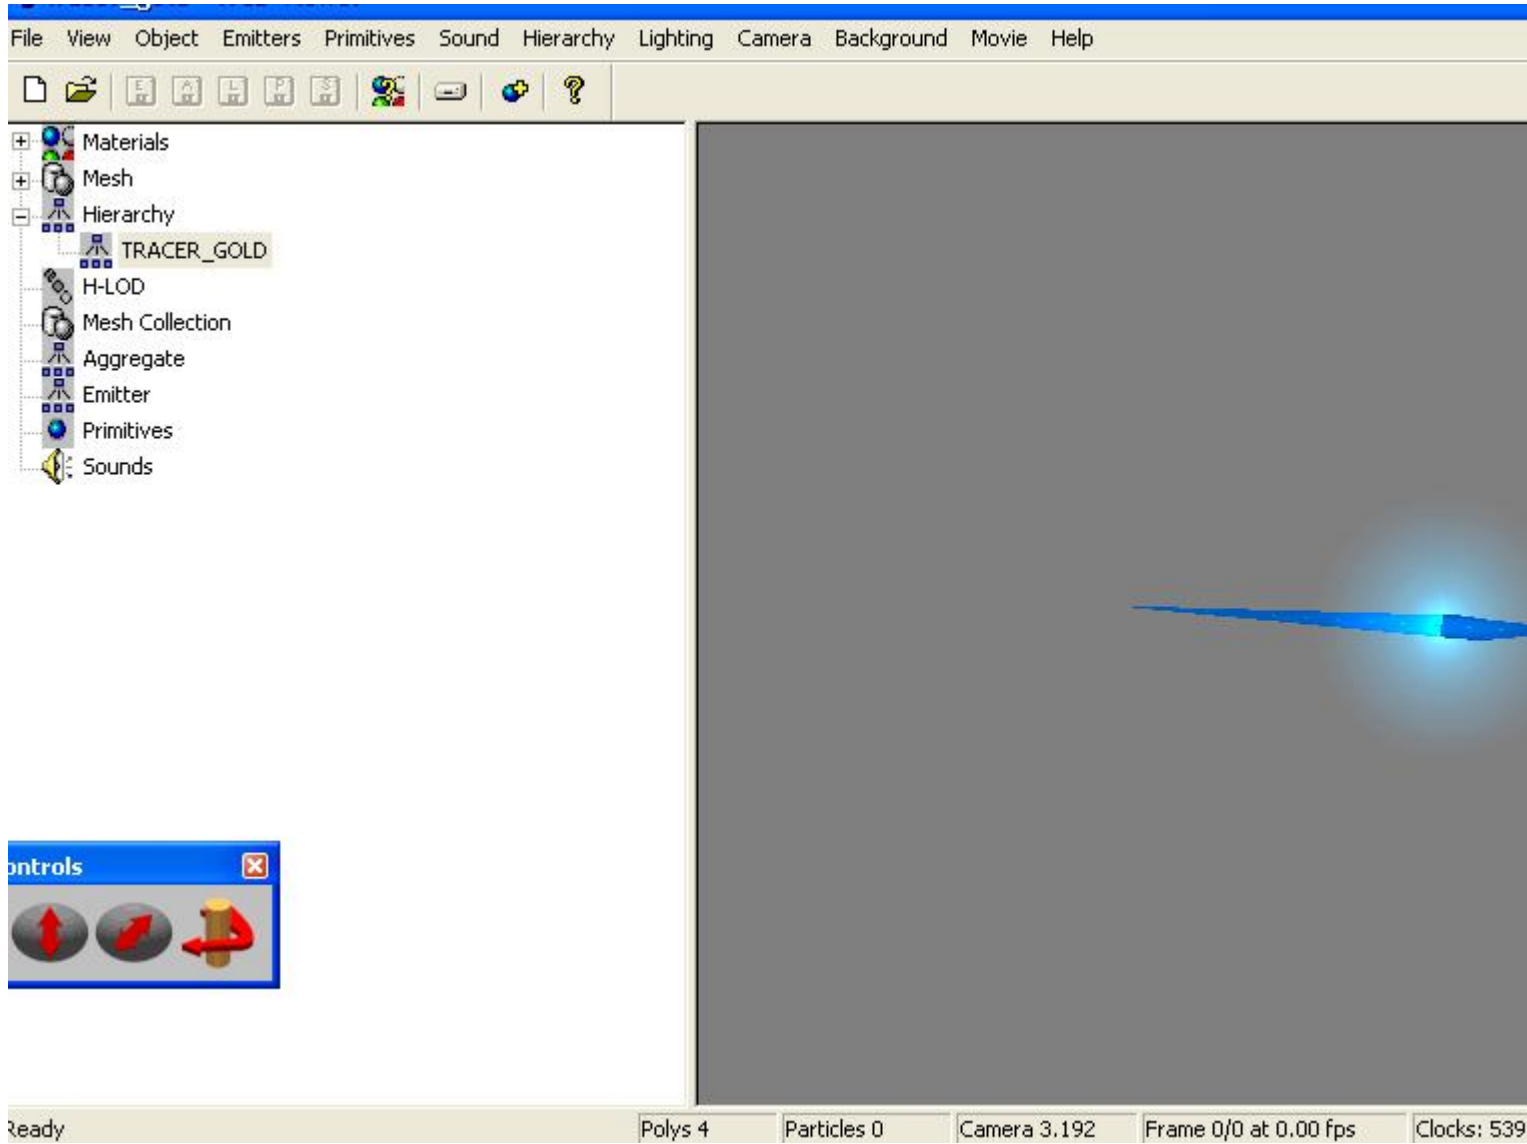 File View Object Emitters Primitives Sound Hierarchy Lighting Camera Background Movie Help
Materials
Mesh
Hierarchy
TRACER_GOLD
H-LOD
Mesh Collection
Aggregate
Emitter
Primitives
Sounds
ontrols
Ready Polys 4 Particles 0 Camera 3.192 Frame 0/0 at 0.00 fps Clocks: 539